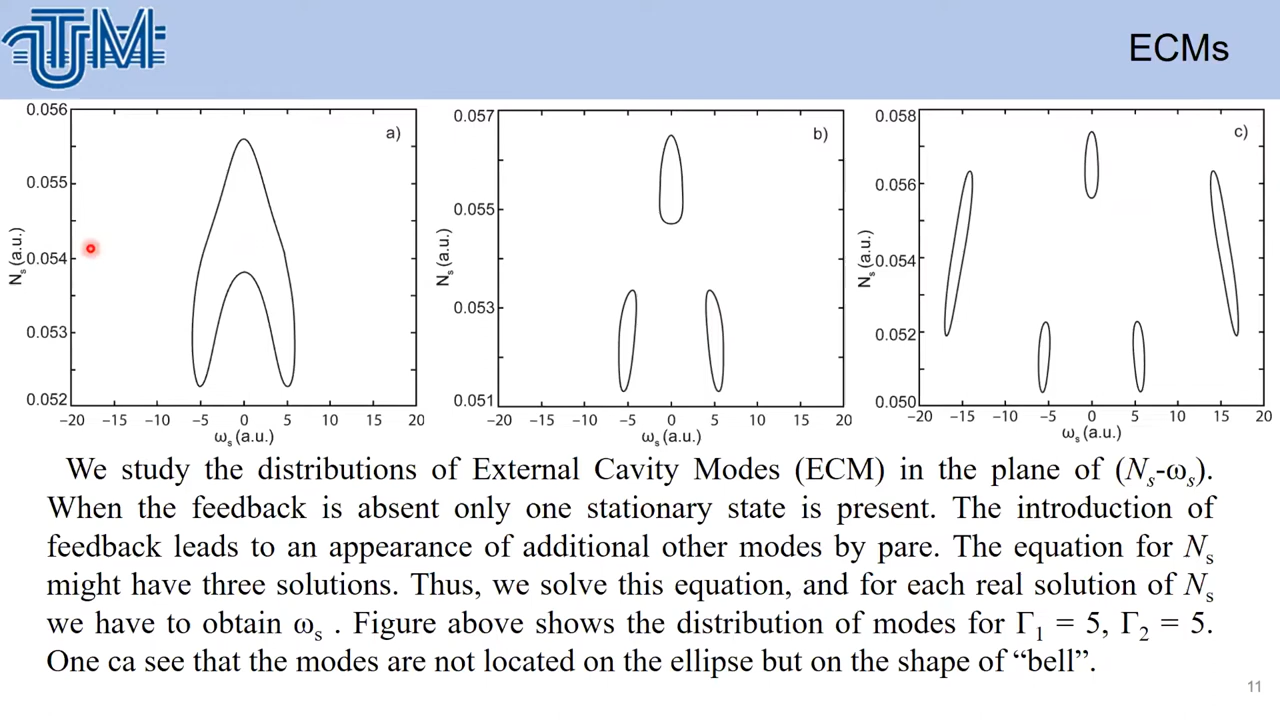 UTM
ECMs
a)
0.056
0.055
0.054
0.053
0.052
Ns (a.u.)
−20 −15 −10 −5 0 5 10 15 20
ωs (a.u.)
b)
0.057
0.055
0.053
0.051
Ns (a.u.)
−20 −15 −10 −5 0 5 10 15 20
ωs (a.u.)
c)
0.058
0.056
0.054
0.052
0.050
Ns (a.u.)
−20 −15 −10 −5 0 5 10 15 20
ωs (a.u.)
We study the distributions of External Cavity Modes (ECM) in the plane of (Ns-ωs).
When the feedback is absent only one stationary state is present. The introduction of
feedback leads to an appearance of additional other modes by pare. The equation for Ns
might have three solutions. Thus, we solve this equation, and for each real solution of Ns
we have to obtain ωs . Figure above shows the distribution of modes for Γ1 = 5, Γ2 = 5.
One ca see that the modes are not located on the ellipse but on the shape of “bell”.
11